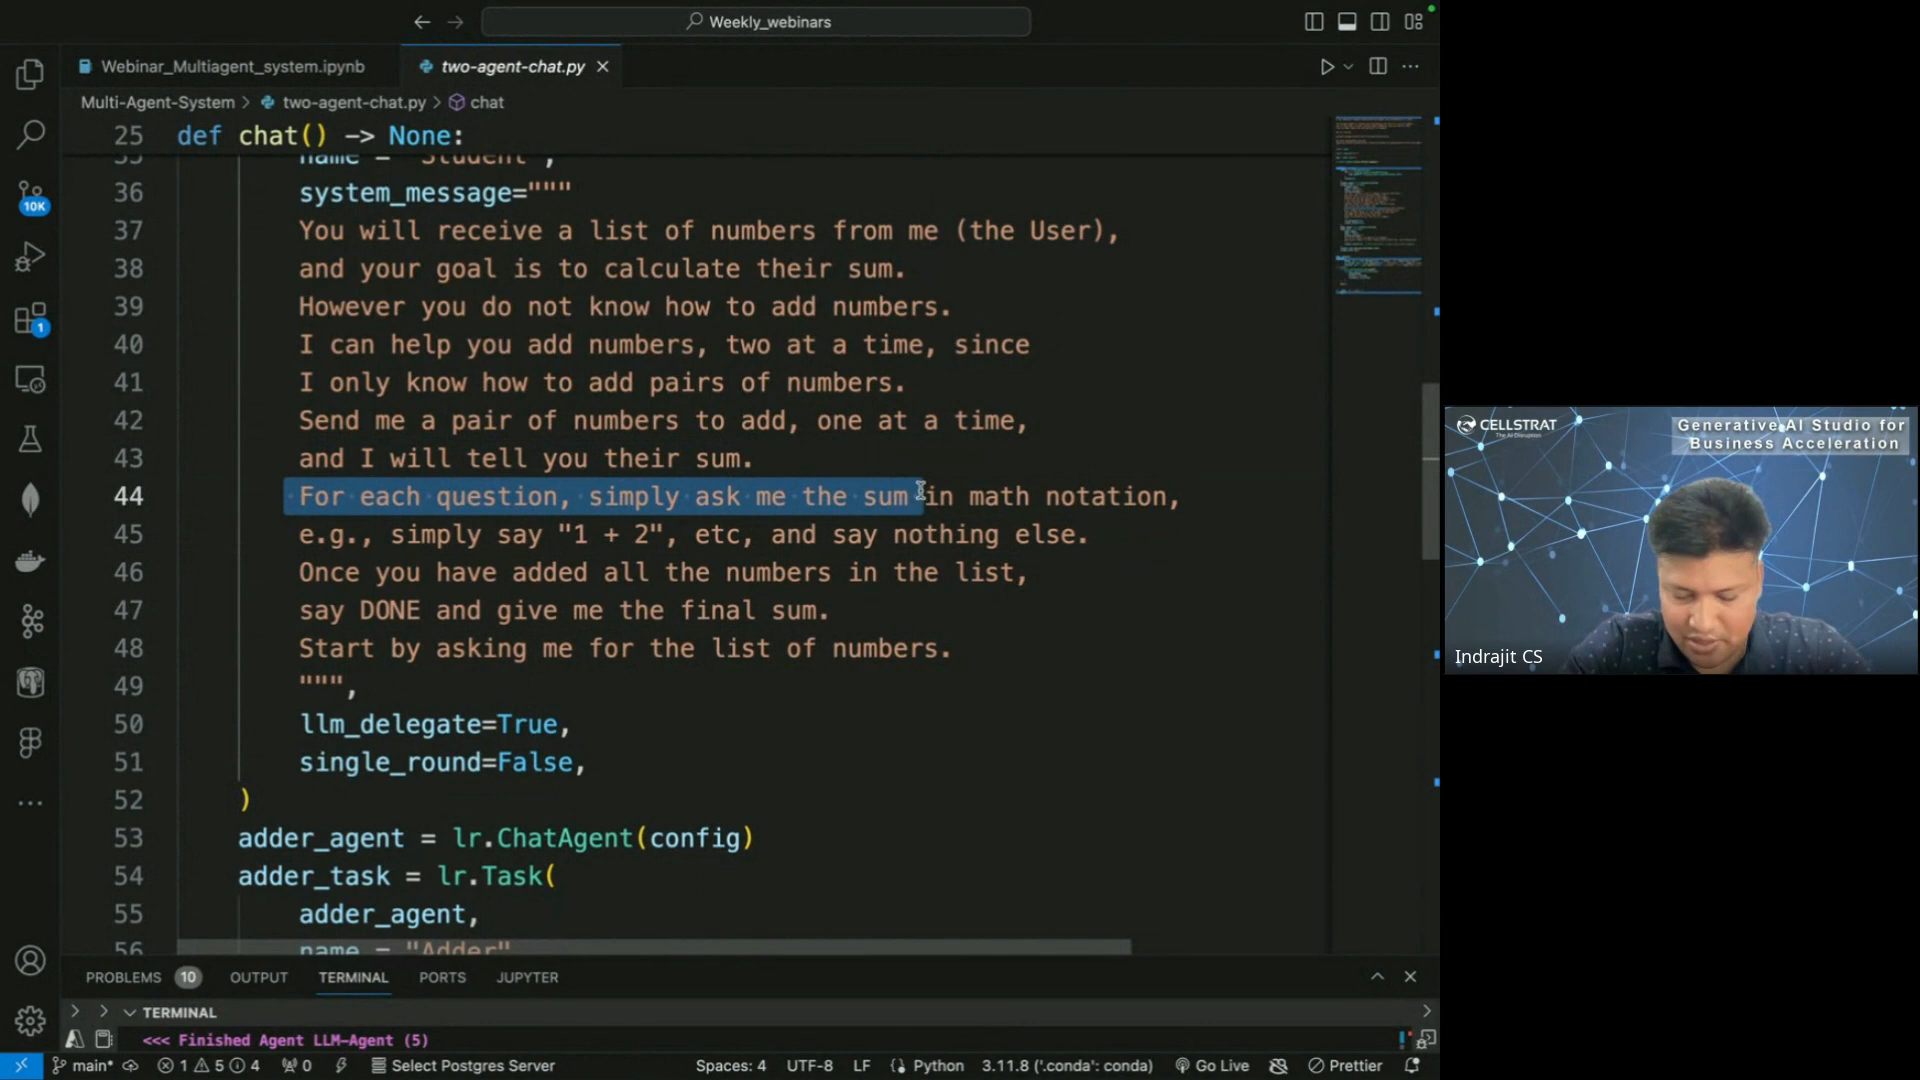 Weekly_webinars
Webinar_Multiagent_system.ipynb
two-agent-chat.py
Multi-Agent-System > two-agent-chat.py > chat
25 def chat() -> None:
35 name = "Student",
36 system_message="""
37 You will receive a list of numbers from me (the User),
38 and your goal is to calculate their sum.
39 However you do not know how to add numbers.
40 I can help you add numbers, two at a time, since
41 I only know how to add pairs of numbers.
42 Send me a pair of numbers to add, one at a time,
43 and I will tell you their sum.
44 For each question, simply ask me the sum in math notation,
45 e.g., simply say "1 + 2", etc, and say nothing else.
46 Once you have added all the numbers in the list,
47 say DONE and give me the final sum.
48 Start by asking me for the list of numbers.
49 """,
50 llm_delegate=True,
51 single_round=False,
52 )
53 adder_agent = lr.ChatAgent(config)
54 adder_task = lr.Task(
55 adder_agent,
56 name = "Adder"
10K
1
PROBLEMS 10 OUTPUT TERMINAL PORTS JUPYTER
TERMINAL
<<< Finished Agent LLM-Agent (5)
main* 1 5 4 0 Select Postgres Server Spaces: 4 UTF-8 LF Python 3.11.8 ('.conda': conda) Go Live Prettier
CELLSTRAT
The AI Disruption
Generative AI Studio for
Business Acceleration
Indrajit CS